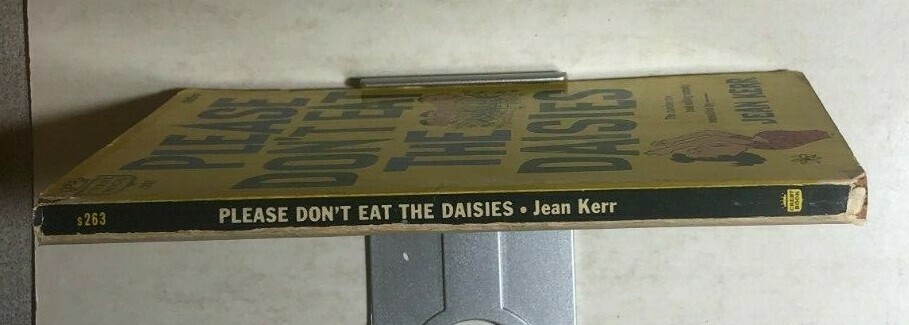 PLEASE
DON'T EAT
THE
DAISIES
JEAN KERR
s263 PLEASE DON'T EAT THE DAISIES • Jean Kerr